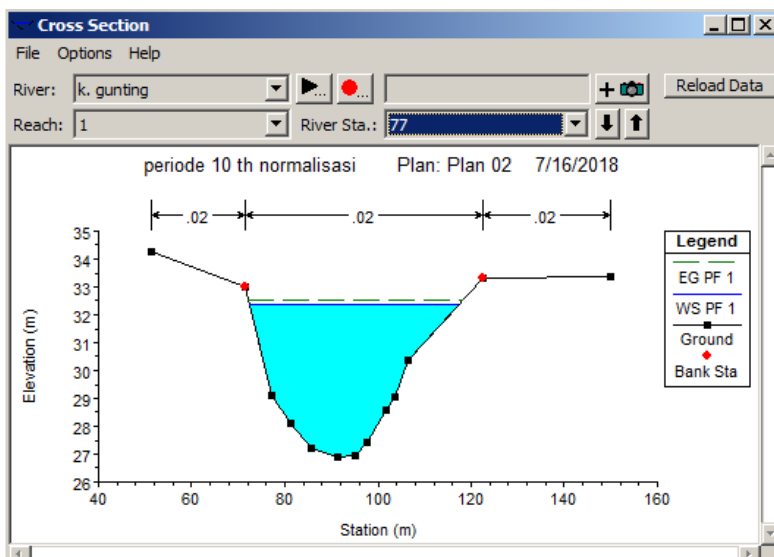 Cross Section
File Options Help
River: k. gunting ... ... + Reload Data
Reach: 1 River Sta.: 77
periode 10 th normalisasi Plan: Plan 02 7/16/2018
.02 .02 .02
35
34
33
32
31
30
29
28
27
26
Elevation (m)
40 60 80 100 120 140 160
Station (m)
Legend
EG PF 1
WS PF 1
Ground
Bank Sta